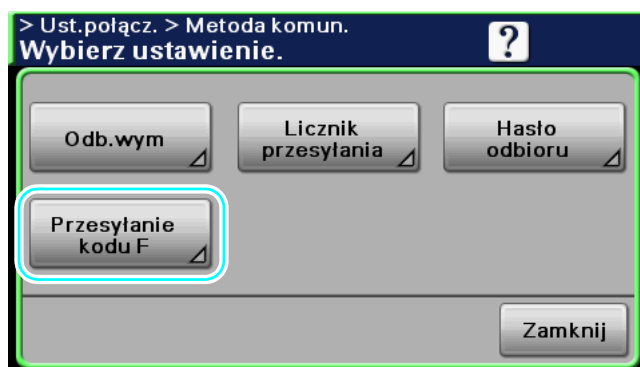 > Ust.połącz. > Metoda komun.
Wybierz ustawienie.
?
Odb.wym
Licznik
przesyłania
Hasło
odbioru
Przesyłanie
kodu F
Zamknij